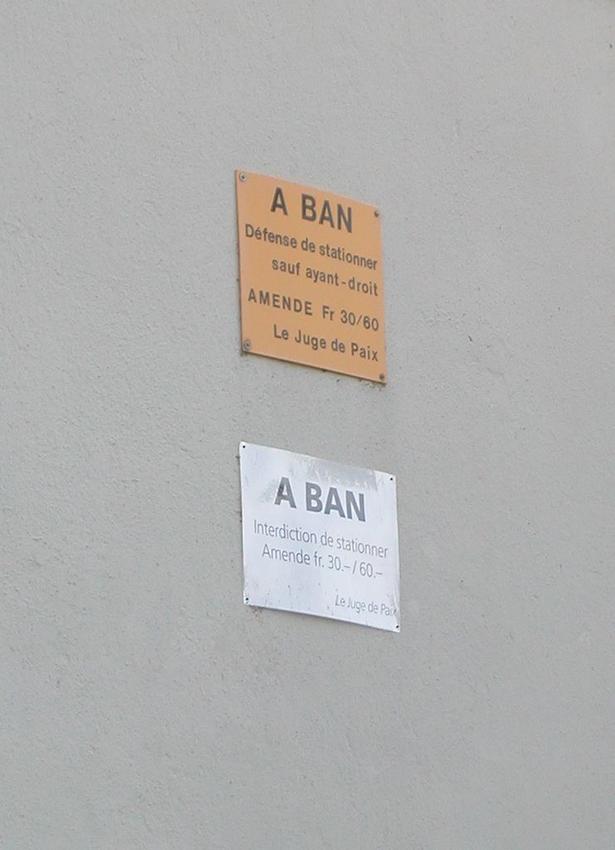 A BAN
Défense de stationner
sauf ayant-droit
AMENDE Fr 30/60
Le Juge de Paix
A BAN
Interdiction de stationner
Amende fr. 30.–/60.–
Le Juge de Paix